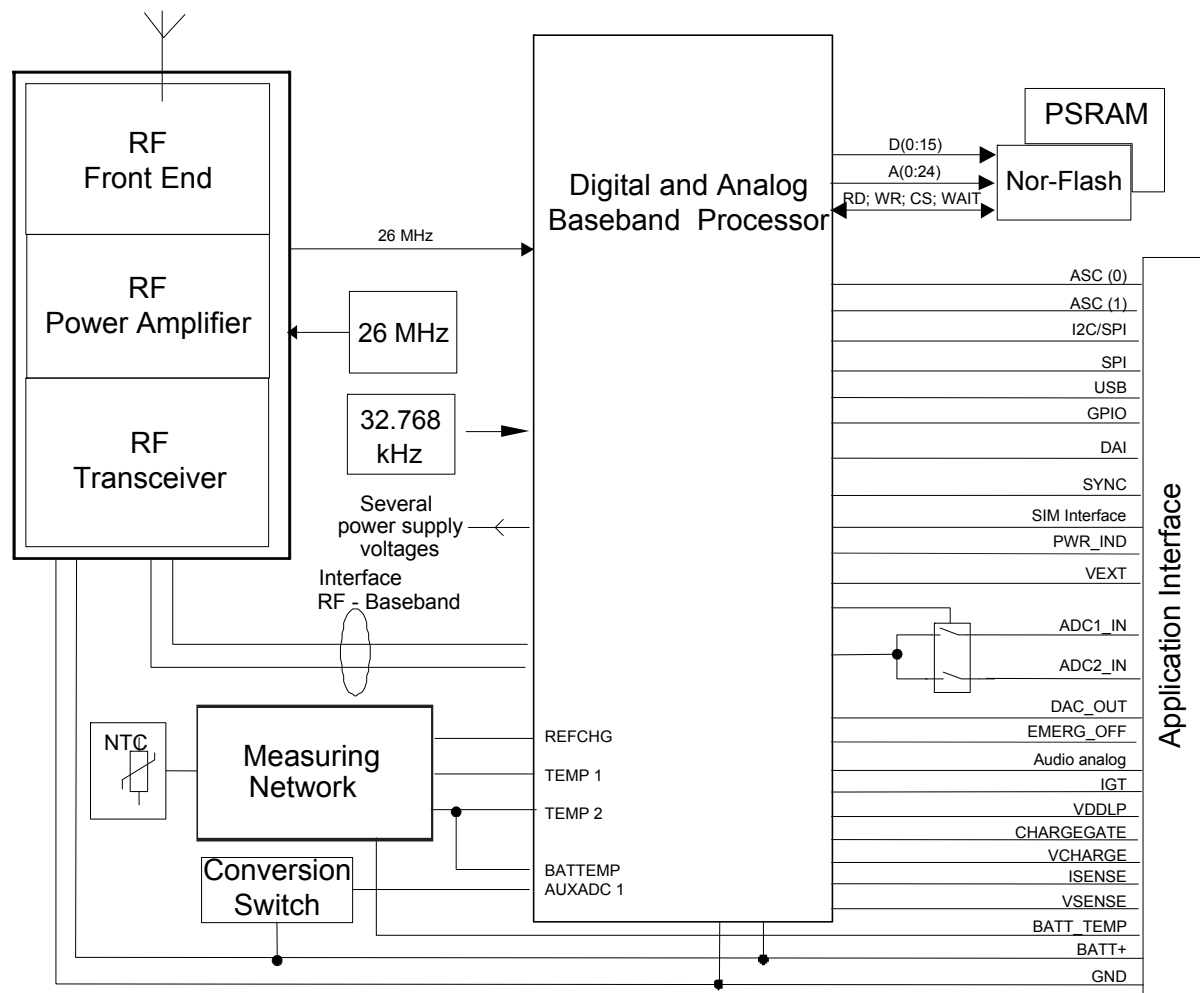 RF
Front End
RF
Power Amplifier
RF
Transceiver
26 MHz
26 MHz
32.768
kHz
Several
power supply
voltages
Interface
RF - Baseband
NTC
Measuring
Network
Conversion
Switch
Digital and Analog
Baseband Processor
REFCHG
TEMP 1
TEMP 2
BATTEMP
AUXADC 1
D(0:15)
A(0:24)
RD; WR; CS; WAIT
PSRAM
Nor-Flash
ASC (0)
ASC (1)
I2C/SPI
SPI
USB
GPIO
DAI
SYNC
SIM Interface
PWR_IND
VEXT
ADC1_IN
ADC2_IN
DAC_OUT
EMERG_OFF
Audio analog
IGT
VDDLP
CHARGEGATE
VCHARGE
ISENSE
VSENSE
BATT_TEMP
BATT+
GND
Application Interface